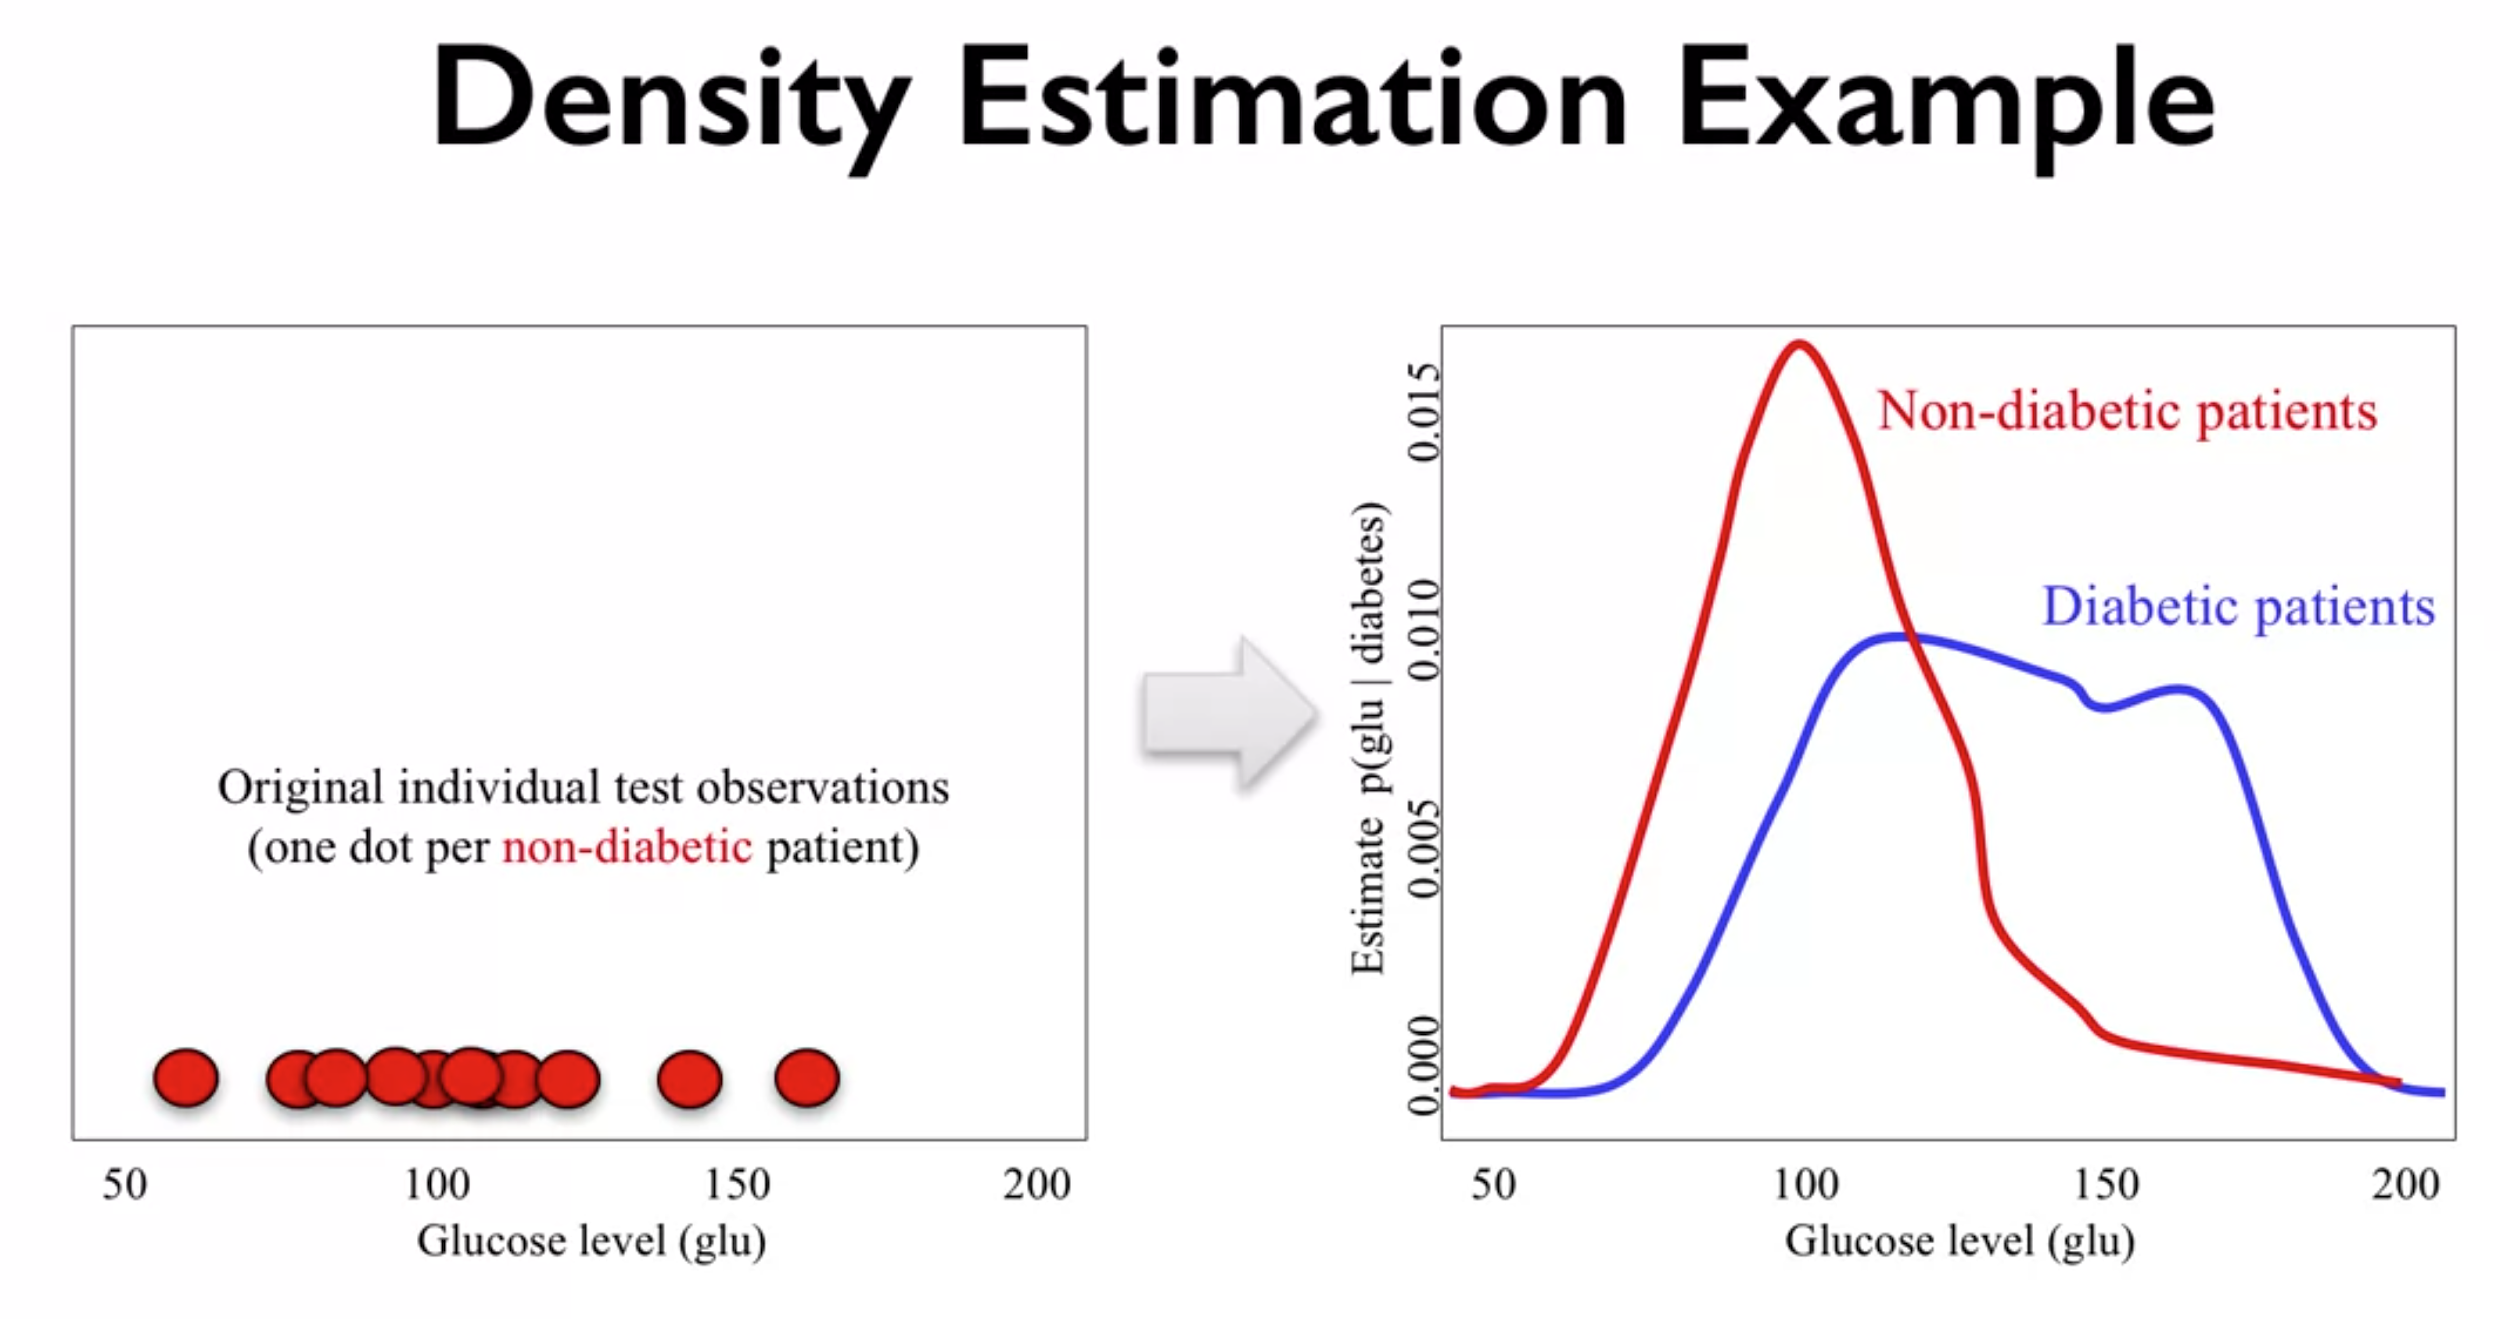 Density Estimation Example
Original individual test observations
(one dot per non-diabetic patient)
50 100 150 200
Glucose level (glu)
Estimate p(glu | diabetes)
0.015
0.010
0.005
0.000
Non-diabetic patients
Diabetic patients
50 100 150 200
Glucose level (glu)